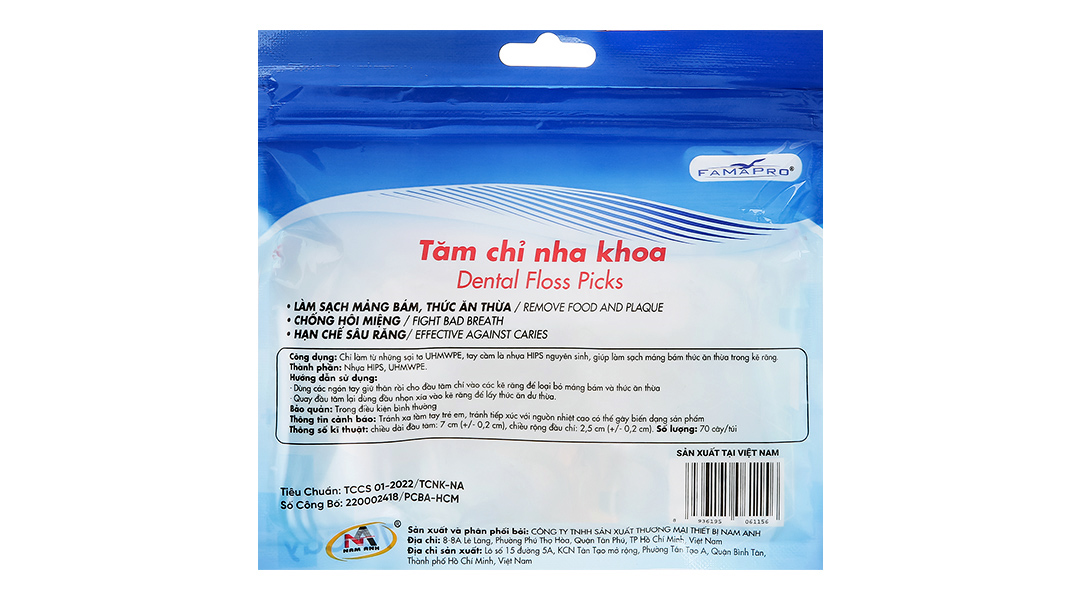 FAMAPRO®
Tăm chỉ nha khoa
Dental Floss Picks
• LÀM SẠCH MẢNG BÁM, THỨC ĂN THỪA / REMOVE FOOD AND PLAQUE
• CHỐNG HÔI MIỆNG / FIGHT BAD BREATH
• HẠN CHẾ SÂU RĂNG/ EFFECTIVE AGAINST CARIES
Công dụng: Chỉ làm từ những sợi tơ UHMWPE, tay cầm là nhựa HIPS nguyên sinh, giúp làm sạch mảng bám thức ăn thừa trong kẽ răng.
Thành phần: Nhựa HIPS, UHMWPE.
Hướng dẫn sử dụng:
- Dùng các ngón tay giữ thân rồi cho đầu tăm chỉ vào các kẽ răng để loại bỏ mảng bám và thức ăn thừa
- Quay đầu tăm lại dùng đầu nhọn xỉa vào kẽ răng để lấy thức ăn dư thừa.
Bảo quản: Trong điều kiện bình thường
Thông tin cảnh báo: Tránh xa tầm tay trẻ em, tránh tiếp xúc với nguồn nhiệt cao có thể gây biến dạng sản phẩm
Thông số kĩ thuật: chiều dài đầu tăm: 7 cm (+/- 0,2 cm), chiều rộng đầu chỉ: 2,5 cm (+/- 0,2 cm). Số lượng: 70 cây/túi
SẢN XUẤT TẠI VIỆT NAM
8 936195 061156
Tiêu Chuẩn: TCCS 01-2022/TCNK-NA
Số Công Bố: 220002418/PCBA-HCM
NAM ANH ®
Sản xuất và phân phối bởi: CÔNG TY TNHH SẢN XUẤT THƯƠNG MẠI THIẾT BỊ NAM ANH
Địa chỉ: 8-8A Lê Lăng, Phường Phú Thọ Hòa, Quận Tân Phú, TP Hồ Chí Minh, Việt Nam
Địa chỉ sản xuất: Lô số 15 đường 5A, KCN Tân Tạo mở rộng, Phường Tân Tạo A, Quận Bình Tân,
Thành phố Hồ Chí Minh, Việt Nam